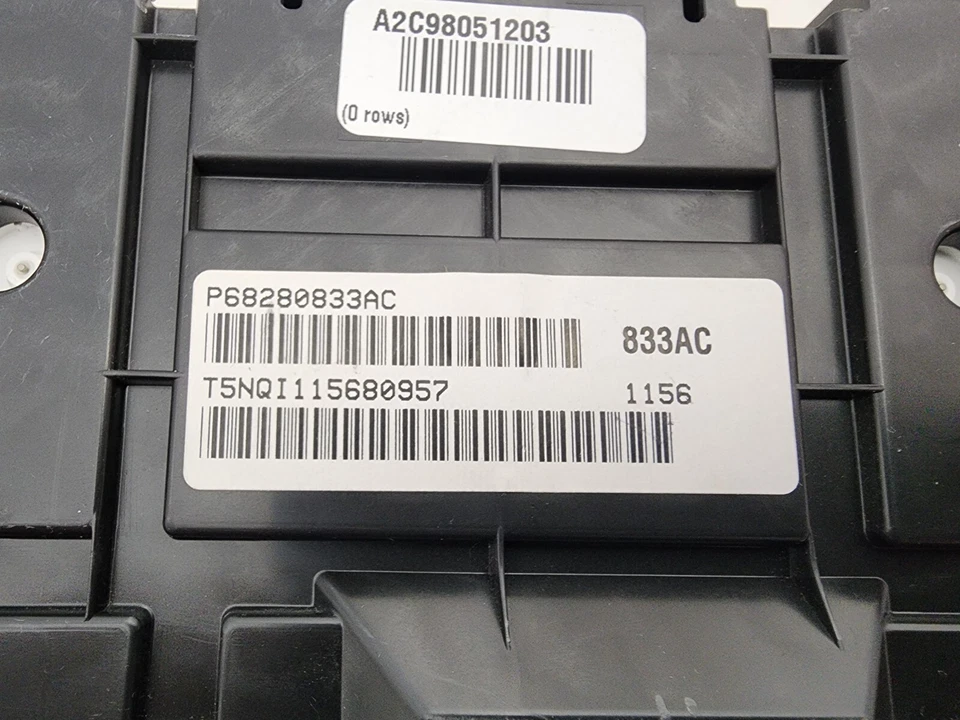 A2C98051203
(0 rows)
P68280833AC
833AC
T5NQI115680957
1156